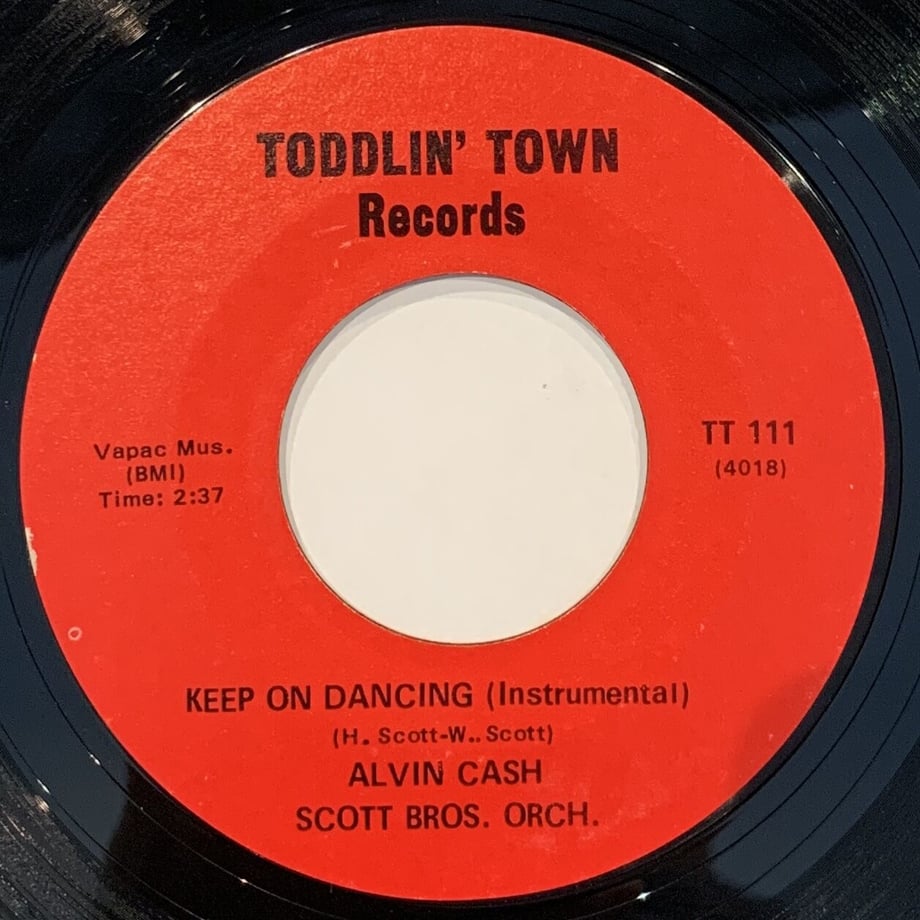 TODDLIN' TOWN
Records
Vapac Mus.
(BMI)
Time: 2:37
TT 111
(4018)
KEEP ON DANCING (Instrumental)
(H. Scott-W.. Scott)
ALVIN CASH
SCOTT BROS. ORCH.